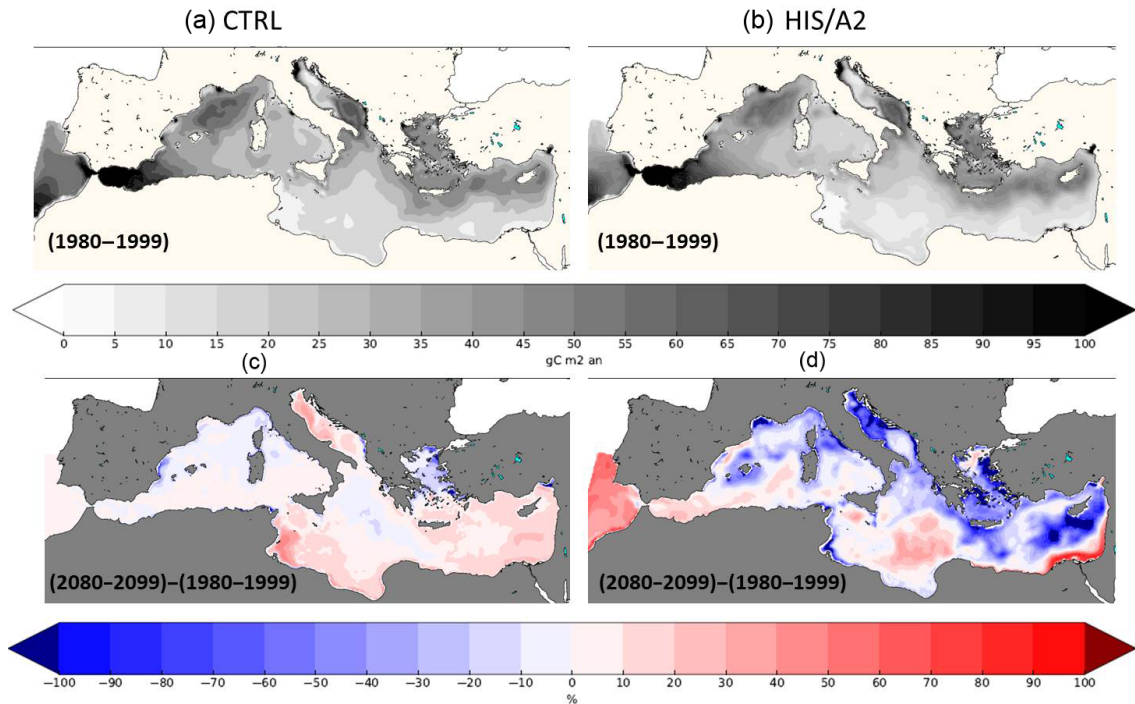 (a) CTRL
(b) HIS/A2
(1980–1999)
(1980–1999)
0 5 10 15 20 25 30 35 40 45 50 55 60 65 70 75 80 85 90 95 100
gC m2 an
(c)
(d)
(2080–2099)–(1980–1999)
(2080–2099)–(1980–1999)
−100 −90 −80 −70 −60 −50 −40 −30 −20 −10 0 10 20 30 40 50 60 70 80 90 100
%